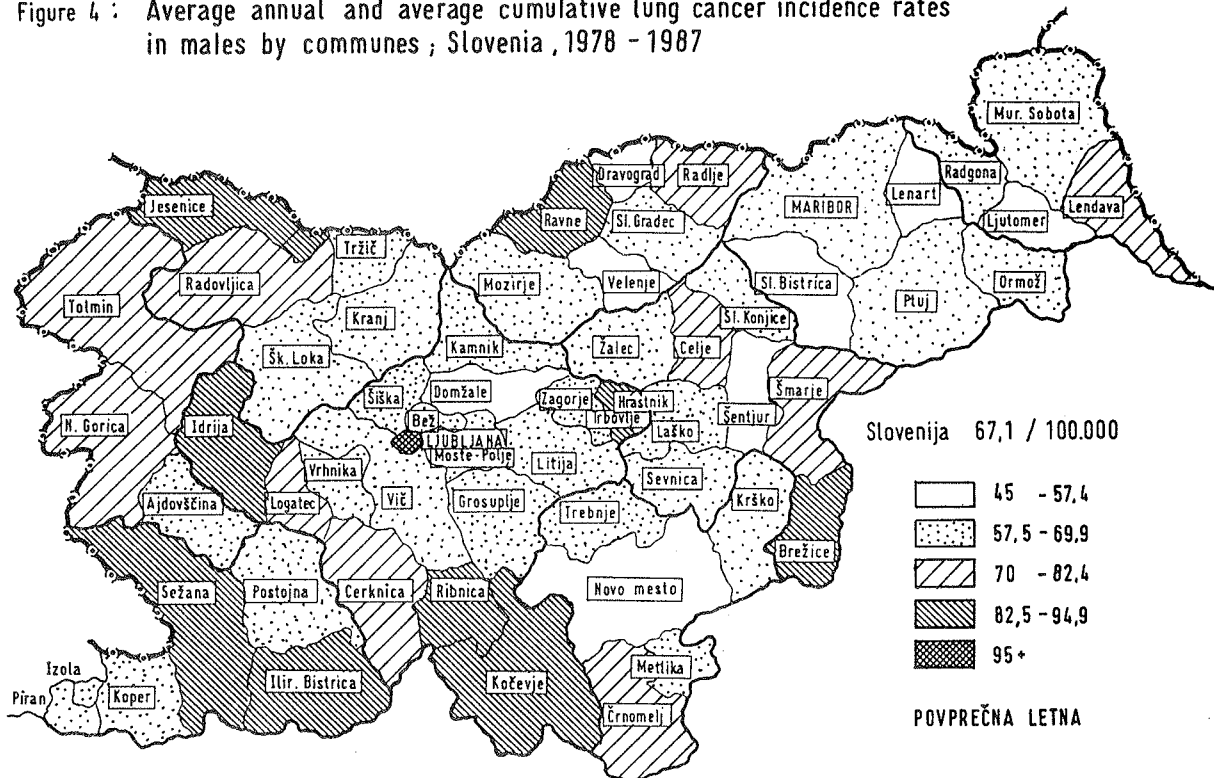 Figure 4 : Average annual and average cumulative lung cancer incidence rates
in males by communes ; Slovenia , 1978 - 1987
Mur. Sobota
Dravograd
Radlje
Radgona
Jesenice
Lenart
MARIBOR
Lendava
Ravne
Sl. Gradec
Ljutomer
Tržič
Radovljica
Mozirje
Velenje
Sl. Bistrica
Ormož
Tolmin
Ptuj
Kranj
Sl. Konjice
Kamnik
Žalec
Celje
Šk. Loka
Domžale
Šmarje
Šiška
Zagorje
Hrastnik
Trbovlje
Šentjur
Bež
N. Gorica
Idrija
LJUBLJANA
Laško
Moste-Polje
Litija
Vrhnika
Sevnica
Vič
Grosuplje
Ajdovščina
Logatec
Krško
Trebnje
Brežice
Sežana
Postojna
Cerknica
Ribnica
Novo mesto
Izola
Metlika
Piran
Koper
Ilir. Bistrica
Kočevje
Črnomelj
Slovenija 67,1 / 100.000
45 - 57,4
57,5 - 69,9
70 - 82,4
82,5 - 94,9
95+
POVPREČNA LETNA